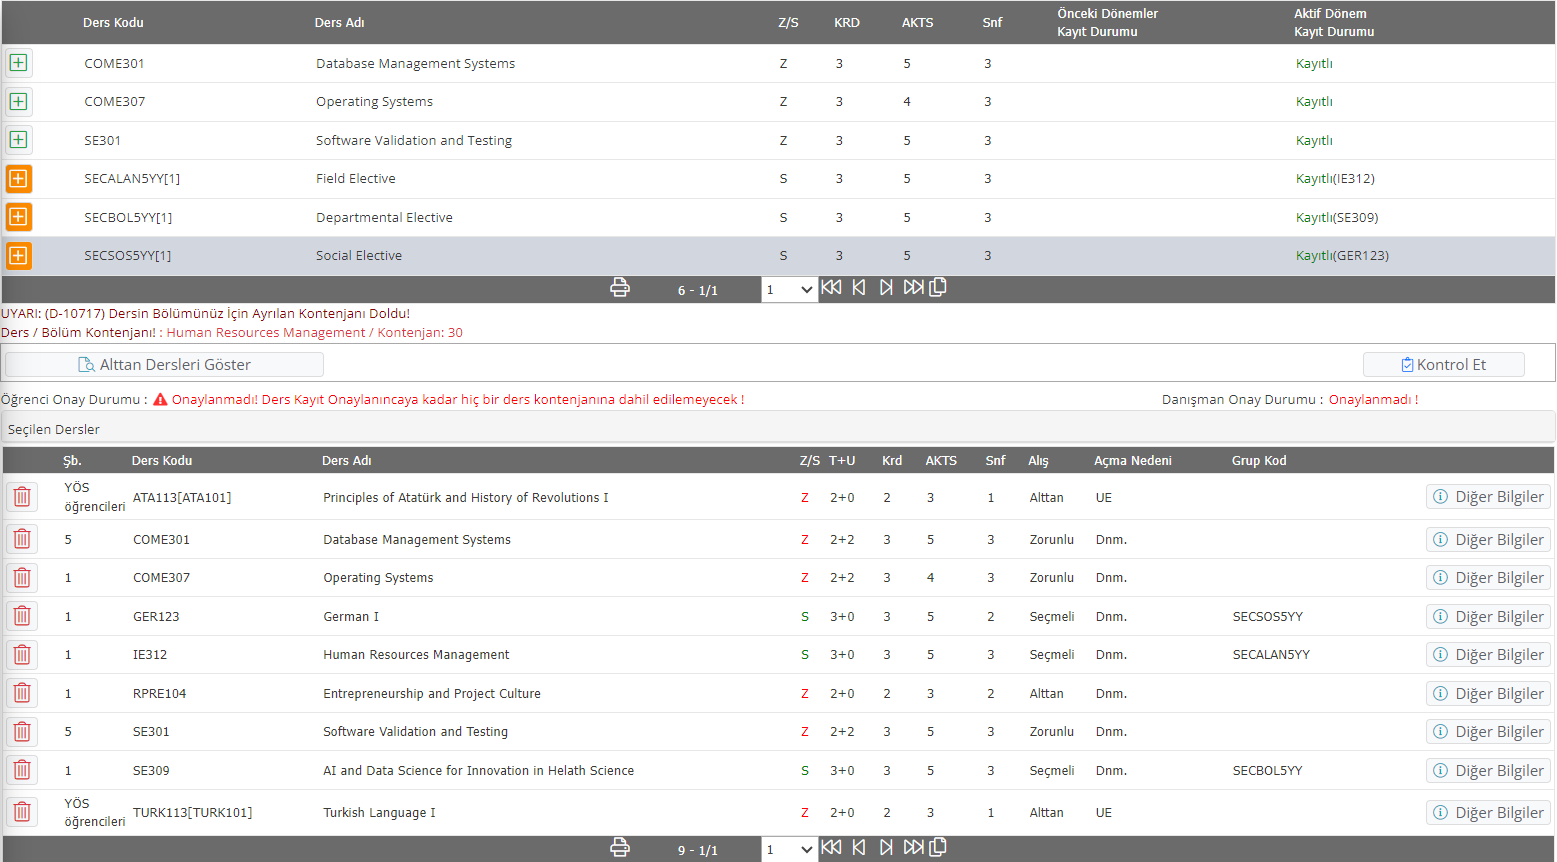 Ders Kodu Ders Adı Z/S KRD AKTS Snf Önceki Dönemler Kayıt Durumu Aktif Dönem Kayıt Durumu
COME301 Database Management Systems Z 3 5 3 Kayıtlı
COME307 Operating Systems Z 3 4 3 Kayıtlı
SE301 Software Validation and Testing Z 3 5 3 Kayıtlı
SECALAN5YY[1] Field Elective S 3 5 3 Kayıtlı(IE312)
SECBOL5YY[1] Departmental Elective S 3 5 3 Kayıtlı(SE309)
SECSOS5YY[1] Social Elective S 3 5 3 Kayıtlı(GER123)
6 - 1/1 1
UYARI: (D-10717) Dersin Bölümünüz İçin Ayrılan Kontenjanı Doldu!
Ders / Bölüm Kontenjanı! : Human Resources Management / Kontenjan: 30
Alttan Dersleri Göster Kontrol Et
Öğrenci Onay Durumu : Onaylanmadı! Ders Kayıt Onaylanıncaya kadar hiç bir ders kontenjanına dahil edilemeyecek ! Danışman Onay Durumu : Onaylanmadı !
Seçilen Dersler
Şb. Ders Kodu Ders Adı Z/S T+U Krd AKTS Snf Alış Açma Nedeni Grup Kod
YÖS öğrencileri ATA113[ATA101] Principles of Atatürk and History of Revolutions I Z 2+0 2 3 1 Alttan UE Diğer Bilgiler
5 COME301 Database Management Systems Z 2+2 3 5 3 Zorunlu Dnm. Diğer Bilgiler
1 COME307 Operating Systems Z 2+2 3 4 3 Zorunlu Dnm. Diğer Bilgiler
1 GER123 German I S 3+0 3 5 2 Seçmeli Dnm. SECSOS5YY Diğer Bilgiler
1 IE312 Human Resources Management S 3+0 3 5 3 Seçmeli Dnm. SECALAN5YY Diğer Bilgiler
1 RPRE104 Entrepreneurship and Project Culture Z 2+0 2 3 2 Alttan Dnm. Diğer Bilgiler
5 SE301 Software Validation and Testing Z 2+2 3 5 3 Zorunlu Dnm. Diğer Bilgiler
1 SE309 AI and Data Science for Innovation in Helath Science S 3+0 3 5 3 Seçmeli Dnm. SECBOL5YY Diğer Bilgiler
YÖS öğrencileri TURK113[TURK101] Turkish Language I Z 2+0 2 3 1 Alttan UE Diğer Bilgiler
9 - 1/1 1